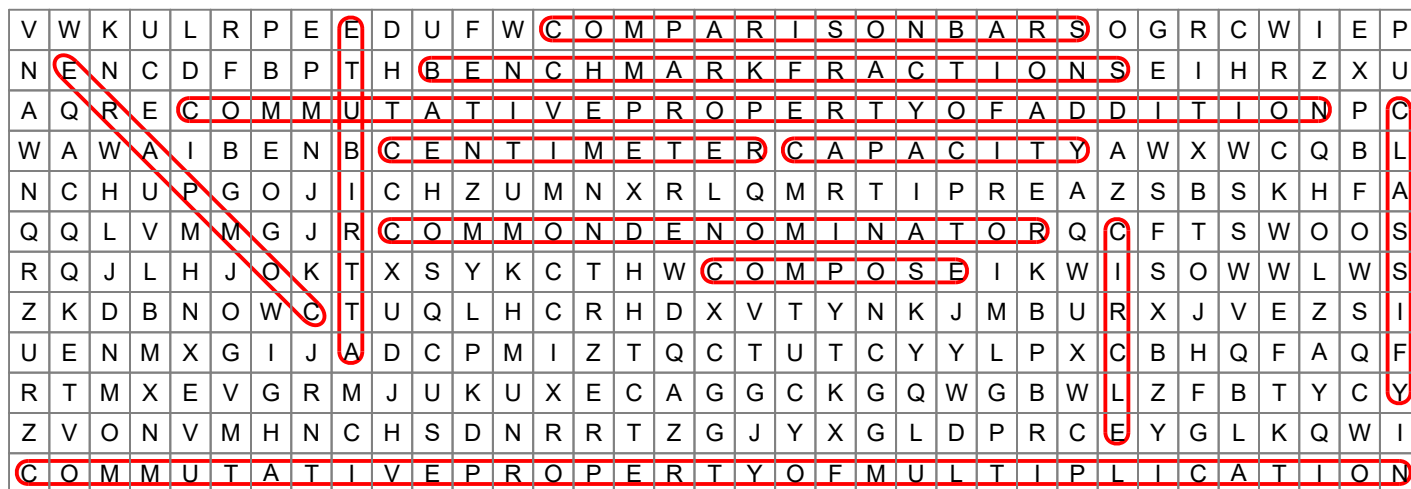 V W K U L R P E E D U F W C O M P A R I S O N B A R S O G R C W I E P
N E N C D F B P T H B E N C H M A R K F R A C T I O N S E I H R Z X U
A Q R E C O M M U T A T I V E P R O P E R T Y O F A D D I T I O N P C
W A W A I B E N B C E N T I M E T E R C A P A C I T Y A W X W C Q B L
N C H U P G O J I C H Z U M N X R L Q M R T I P R E A Z S B S K H F A
Q Q L V M M G J R C O M M O N D E N O M I N A T O R Q C F T S W O O S
R Q J L H J O K T X S Y K C T H W C O M P O S E I K W I S O W W L W S
Z K D B N O W C T U Q L H C R H D X V T Y N K J M B U R X J V E Z S I
U E N M X G I J A D C P M I Z T Q C T U T C Y Y L P X C B H Q F A Q F
R T M X E V G R M J U K U X E C A G G C K G Q W G B W L Z F B T Y C Y
Z V O N V M H N C H S D N R R T Z G J Y X G L D P R C E Y G L K Q W I
C O M M U T A T I V E P R O P E R T Y O F M U L T I P L I C A T I O N